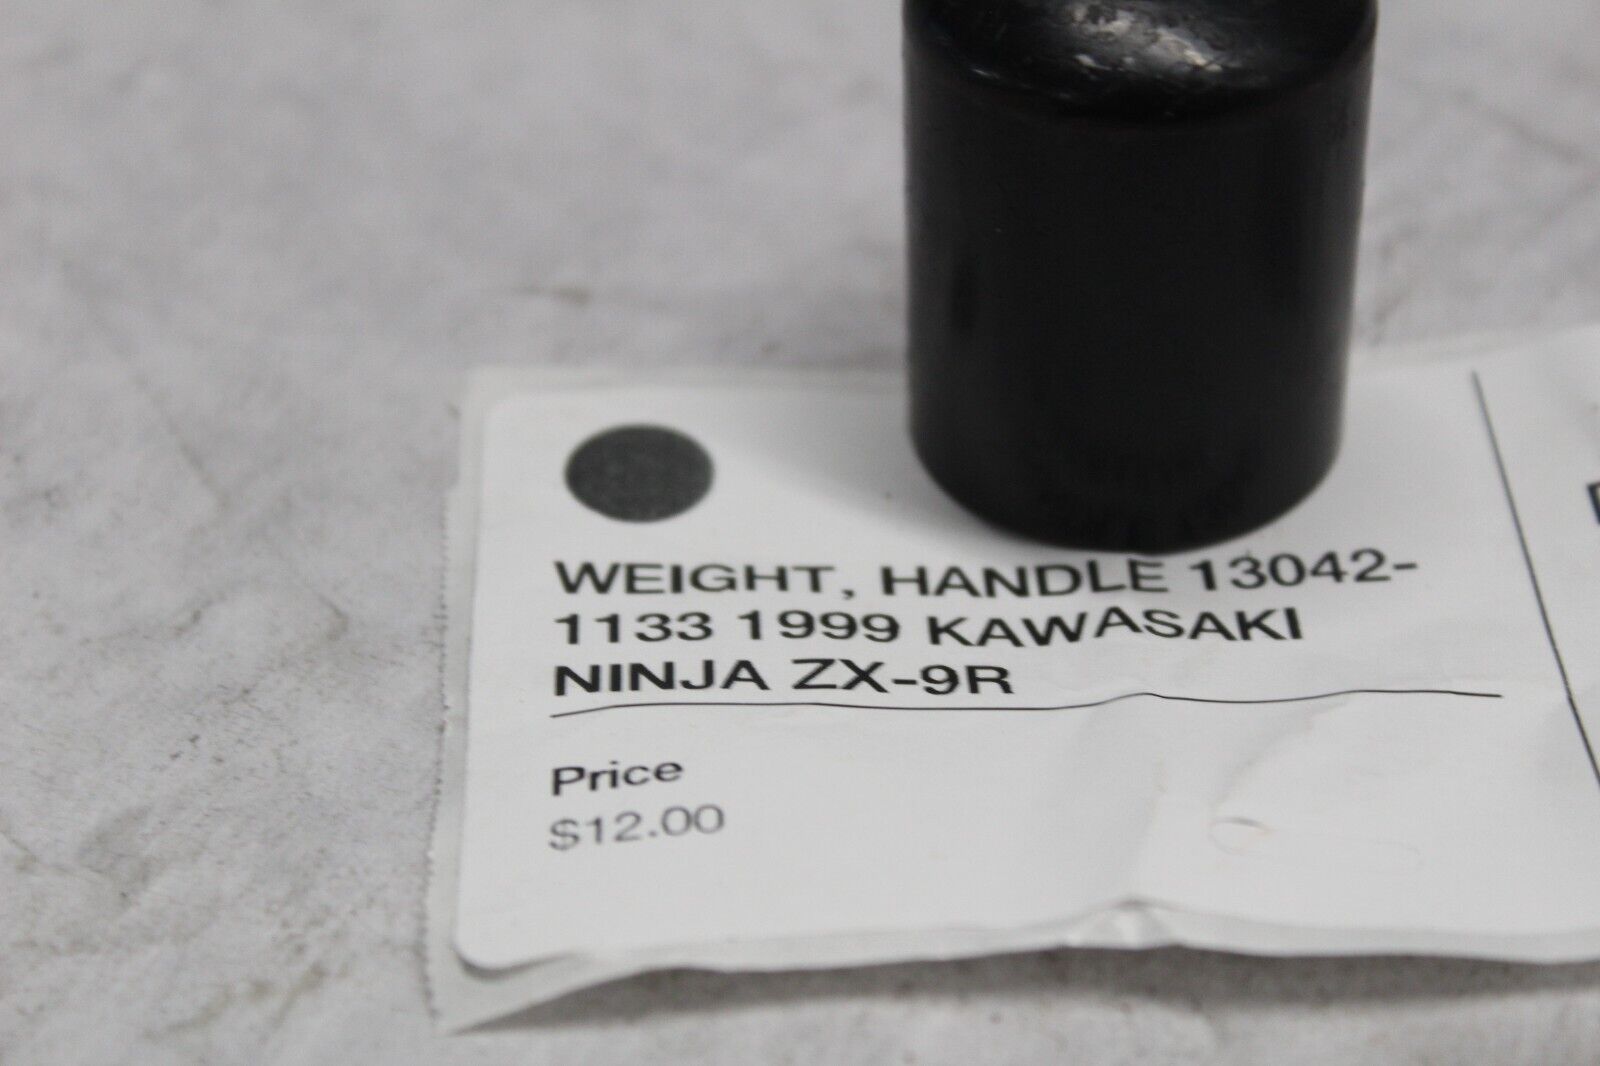 WEIGHT, HANDLE 13042-
1133 1999 KAWASAKI
NINJA ZX-9R
Price
$12.00